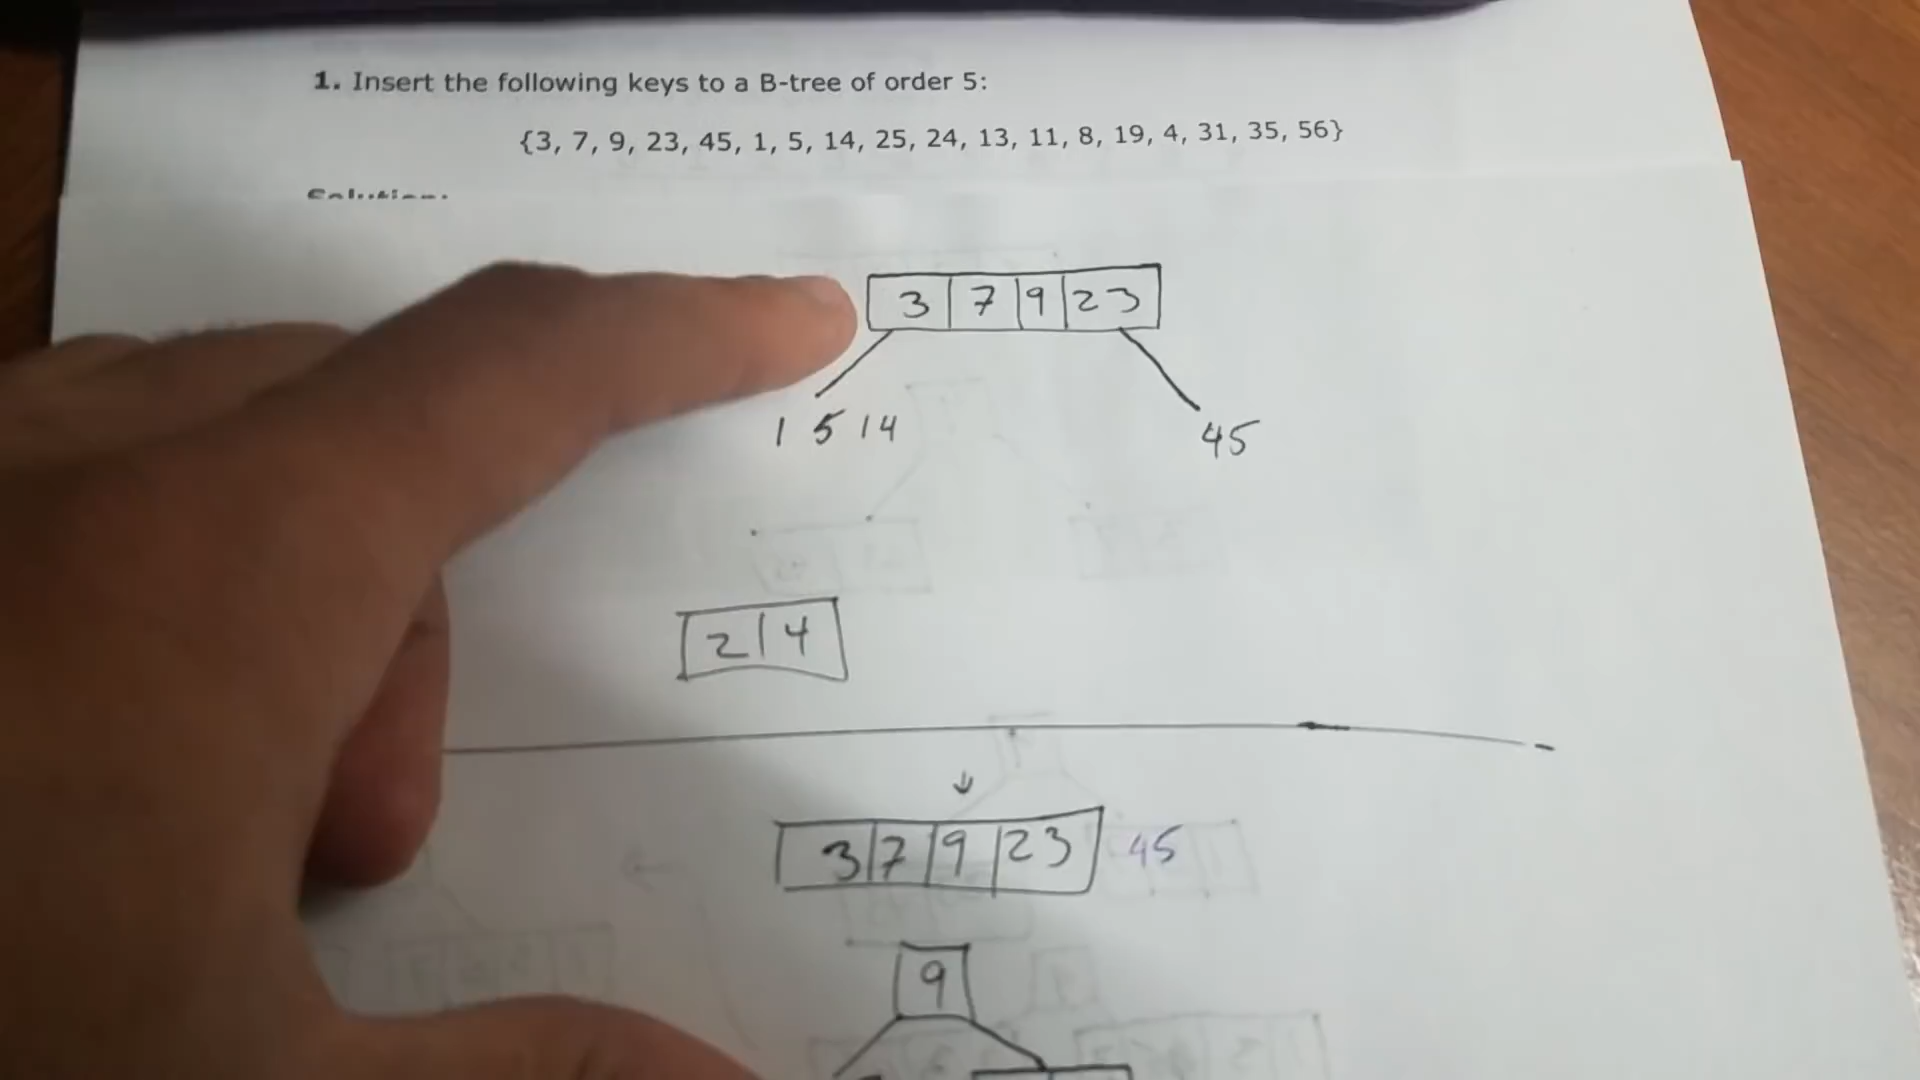 1. Insert the following keys to a B-tree of order 5:
{3, 7, 9, 23, 45, 1, 5, 14, 25, 24, 13, 11, 8, 19, 4, 31, 35, 56}
3 7 9 23
1 5 14 45
2 4
3 7 9 23 45
9